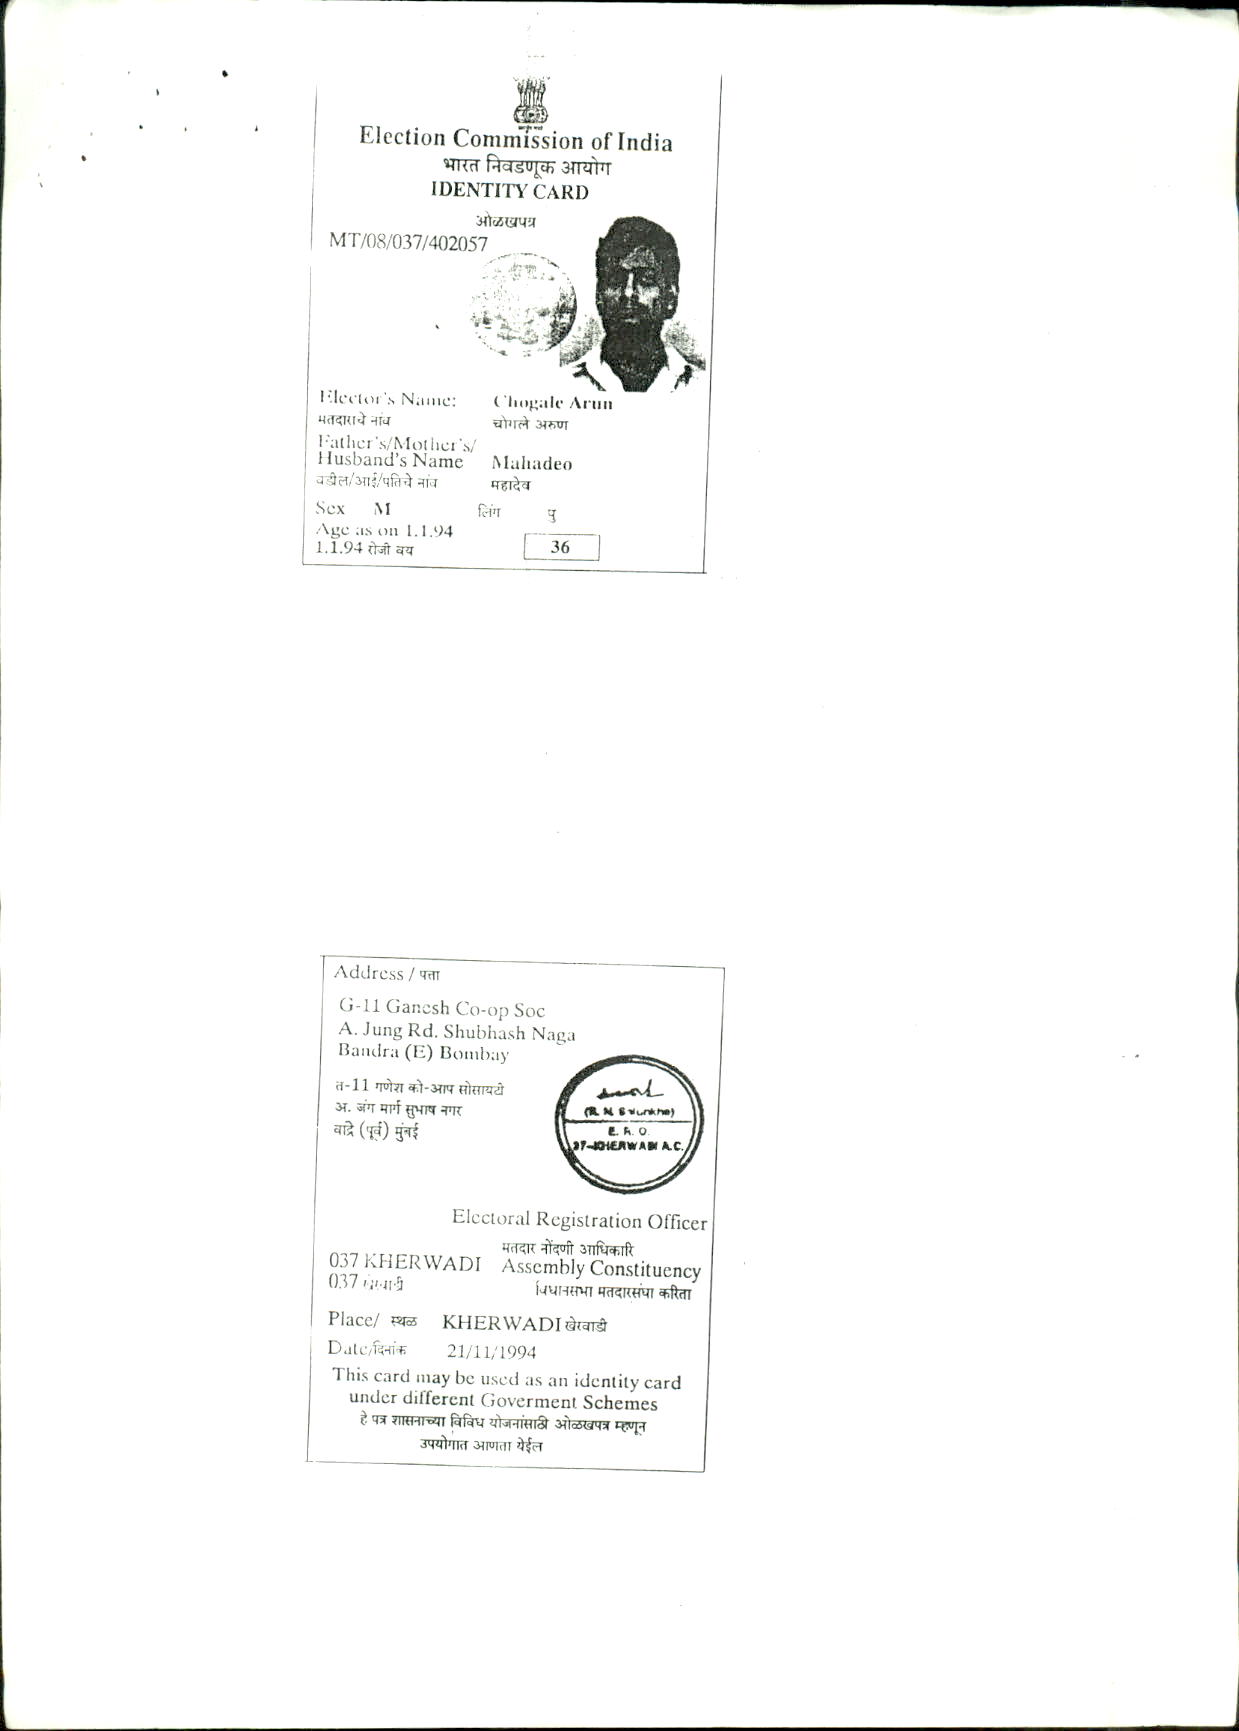 Election Commission of India
भारत निवडणूक आयोग
IDENTITY CARD
ओळखपत्र
MT/08/037/402057
Elector's Name: Chogale Arun
मतदाराचे नांव चोगले अरुण
Father's/Mother's/
Husband's Name Mahadeo
वडील/आई/पतिचे नांव महादेव
Sex M लिंग पु
Age as on 1.1.94
1.1.94 रोजी वय 36
Address / पत्ता
G-11 Ganesh Co-op Soc
A. Jung Rd. Shubhash Naga
Bandra (E) Bombay
त-11 गणेश को-आप सोसायटी
अ. जंग मार्ग सुभाष नगर
वांद्रे (पूर्व) मुंबई
E. R. O.
37-KHERWADI A.C.
Electoral Registration Officer
मतदार नोंदणी आधिकारि
037 KHERWADI Assembly Constituency
037 विधानसभा मतदारसंघा करिता
Place/ स्थळ KHERWADI खेरवाडी
Date/दिनांक 21/11/1994
This card may be used as an identity card
under different Goverment Schemes
हे पत्र शासनाच्या विविध योजनांसाठी ओळखपत्र म्हणून
उपयोगात आणता येईल